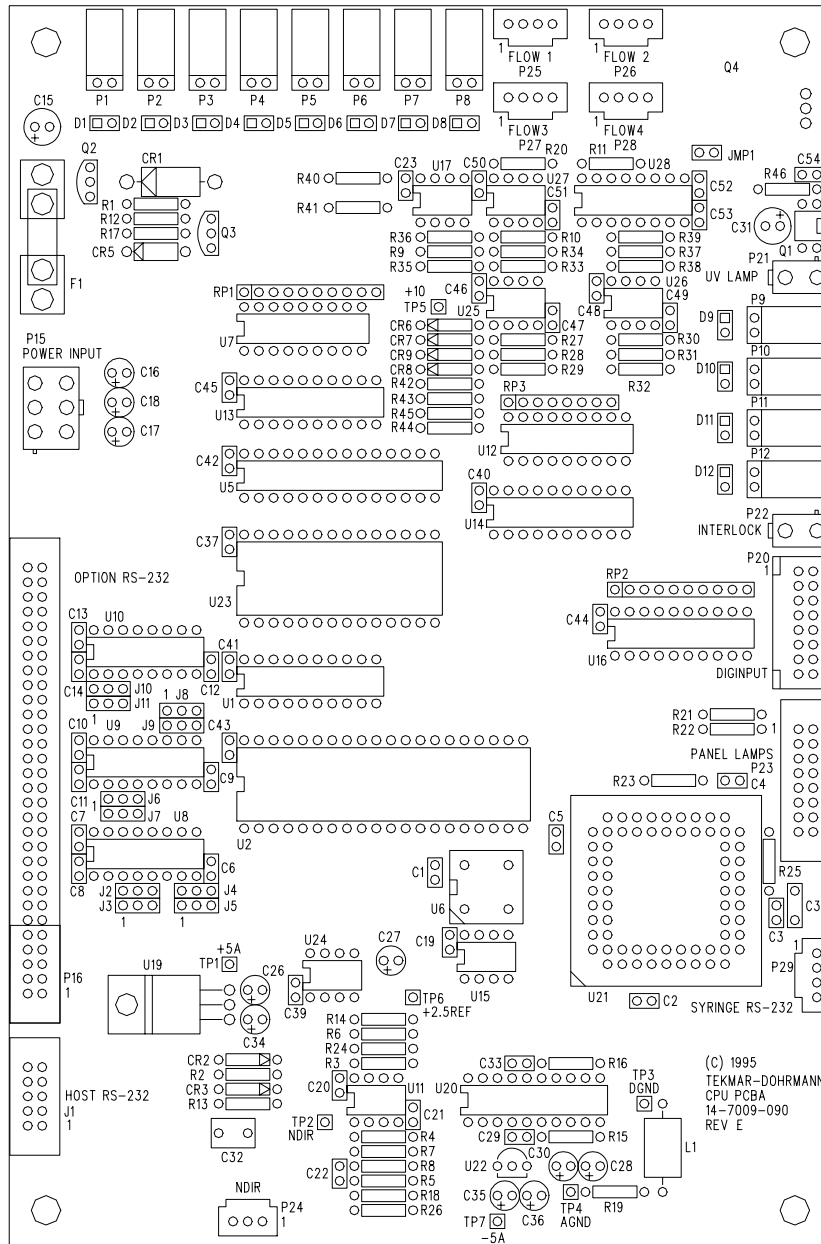 FLOW 1
P25
FLOW 2
P26
Q4
P1 P2 P3 P4 P5 P6 P7 P8
C15
D1 D2 D3 D4 D5 D6 D7 D8
FLOW3
P27
FLOW4
P28
Q2
CR1
R40
R41
C23 U17 C50
R20
U27
C51
R11 U28
JMP1
C52
C53
R46
C54
C31
Q1
R1
R12
R17
CR5
Q3
F1
R36
R9
R35
R10
R34
R33
R39
R37
R38
P21
UV LAMP
RP1
U7
+10
TP5
C46
U25
C47
C48
U26
C49
D9
P9
CR6
CR7
CR9
CR8
R42
R43
R45
R44
R27
R28
R29
R30
R31
R32
P15
POWER INPUT
C16
C18
C17
C45
U13
RP3
U12
D10
P10
D11
P11
D12
P12
C42
U5
C40
U14
P22
INTERLOCK
C37
U23
P20
1
OPTION RS-232
RP2
C44
U16
DIGINPUT
C13 U10
C41
C14
C12
J10
J11
1
U1
1 J8
J9
C10 U9
C43
C9
C11
1
J6
J7
U2
R21
R22
1
PANEL LAMPS
R23
P23
C4
C7 U8
C8
C6
J2
J3
1
J4
J5
1
C5
C1
U6
R25
C3
C3
U19
+5A
TP1
C26
C34
U24
C39
C27
C19
U15
U21
C2
1
P29
SYRINGE RS-232
P16
1
TP6
+2.5REF
R14
R6
R24
R3
CR2
R2
CR3
R13
C20
U11
C21
C33
R16
U20
TP3
DGND
(C) 1995
TEKMAR-DOHRMANN
CPU PCBA
14-7009-090
REV E
HOST RS-232
J1
1
C32
TP2
NDIR
R4
R7
R8
R5
R18
R26
C22
C29
R15
U22
C30
C28
L1
C35
C36
TP4
AGND
R19
TP7
-5A
NDIR
P24
1